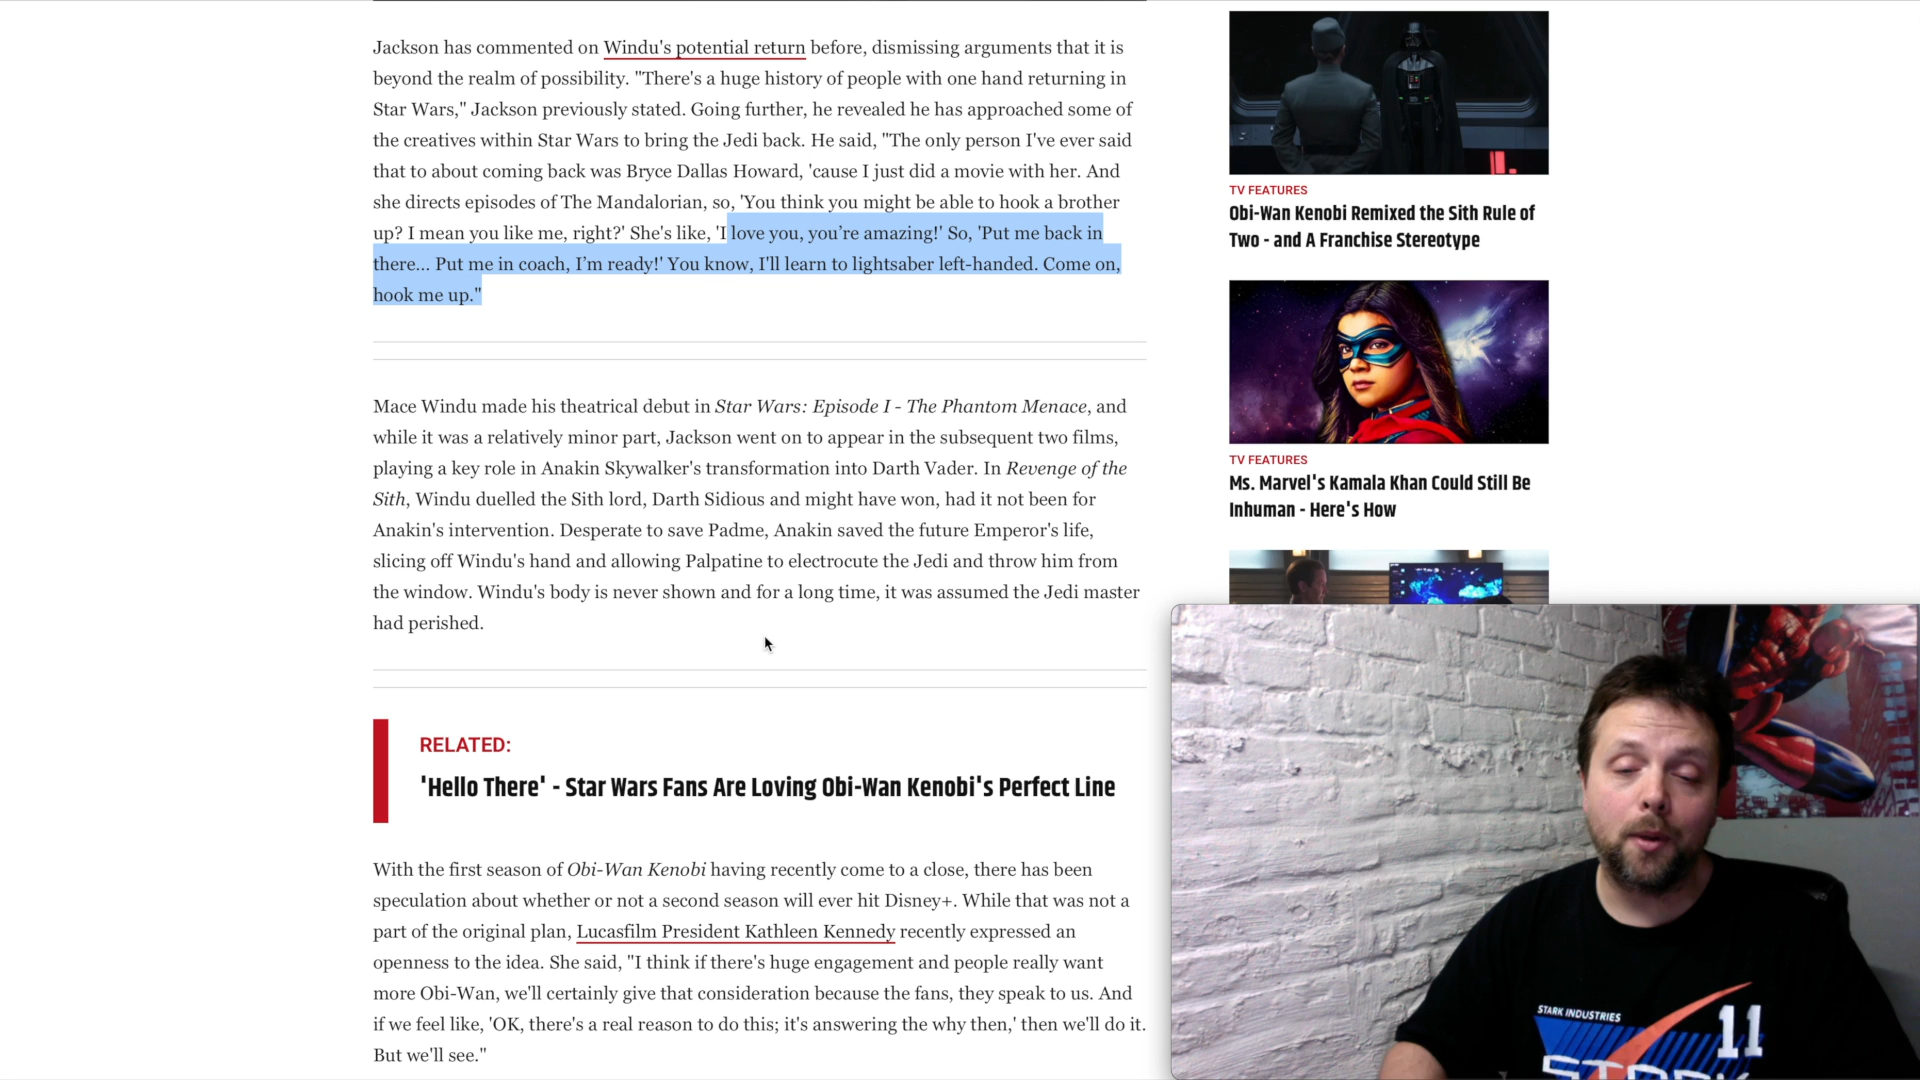 Jackson has commented on Windu's potential return before, dismissing arguments that it is
beyond the realm of possibility. "There's a huge history of people with one hand returning in
Star Wars," Jackson previously stated. Going further, he revealed he has approached some of
the creatives within Star Wars to bring the Jedi back. He said, "The only person I've ever said
that to about coming back was Bryce Dallas Howard, 'cause I just did a movie with her. And
she directs episodes of The Mandalorian, so, 'You think you might be able to hook a brother
up? I mean you like me, right?' She's like, 'I love you, you’re amazing!' So, 'Put me back in
there... Put me in coach, I’m ready!' You know, I'll learn to lightsaber left-handed. Come on,
hook me up."
Mace Windu made his theatrical debut in Star Wars: Episode I - The Phantom Menace, and
while it was a relatively minor part, Jackson went on to appear in the subsequent two films,
playing a key role in Anakin Skywalker's transformation into Darth Vader. In Revenge of the
Sith, Windu duelled the Sith lord, Darth Sidious and might have won, had it not been for
Anakin's intervention. Desperate to save Padme, Anakin saved the future Emperor's life,
slicing off Windu's hand and allowing Palpatine to electrocute the Jedi and throw him from
the window. Windu's body is never shown and for a long time, it was assumed the Jedi master
had perished.
RELATED:
'Hello There' - Star Wars Fans Are Loving Obi-Wan Kenobi's Perfect Line
With the first season of Obi-Wan Kenobi having recently come to a close, there has been
speculation about whether or not a second season will ever hit Disney+. While that was not a
part of the original plan, Lucasfilm President Kathleen Kennedy recently expressed an
openness to the idea. She said, "I think if there's huge engagement and people really want
more Obi-Wan, we'll certainly give that consideration because the fans, they speak to us. And
if we feel like, 'OK, there's a real reason to do this; it's answering the why then,' then we'll do it.
But we'll see."
TV FEATURES
Obi-Wan Kenobi Remixed the Sith Rule of
Two - and A Franchise Stereotype
TV FEATURES
Ms. Marvel's Kamala Khan Could Still Be
Inhuman - Here's How
STARK INDUSTRIES
11
STARK